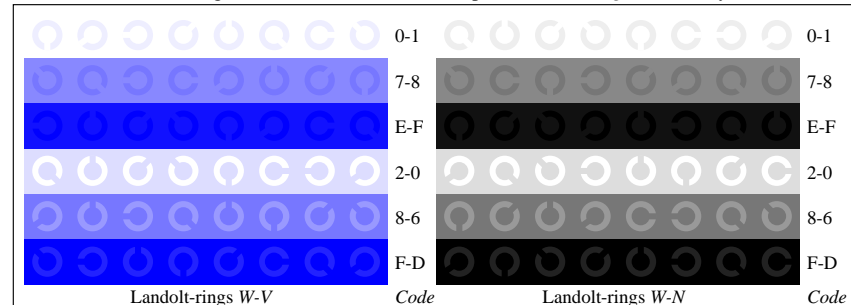 0-1 0-1
7-8 7-8
E-F E-F
2-0 2-0
8-6 8-6
F-D F-D
Landolt-rings W-V Code Landolt-rings W-N Code